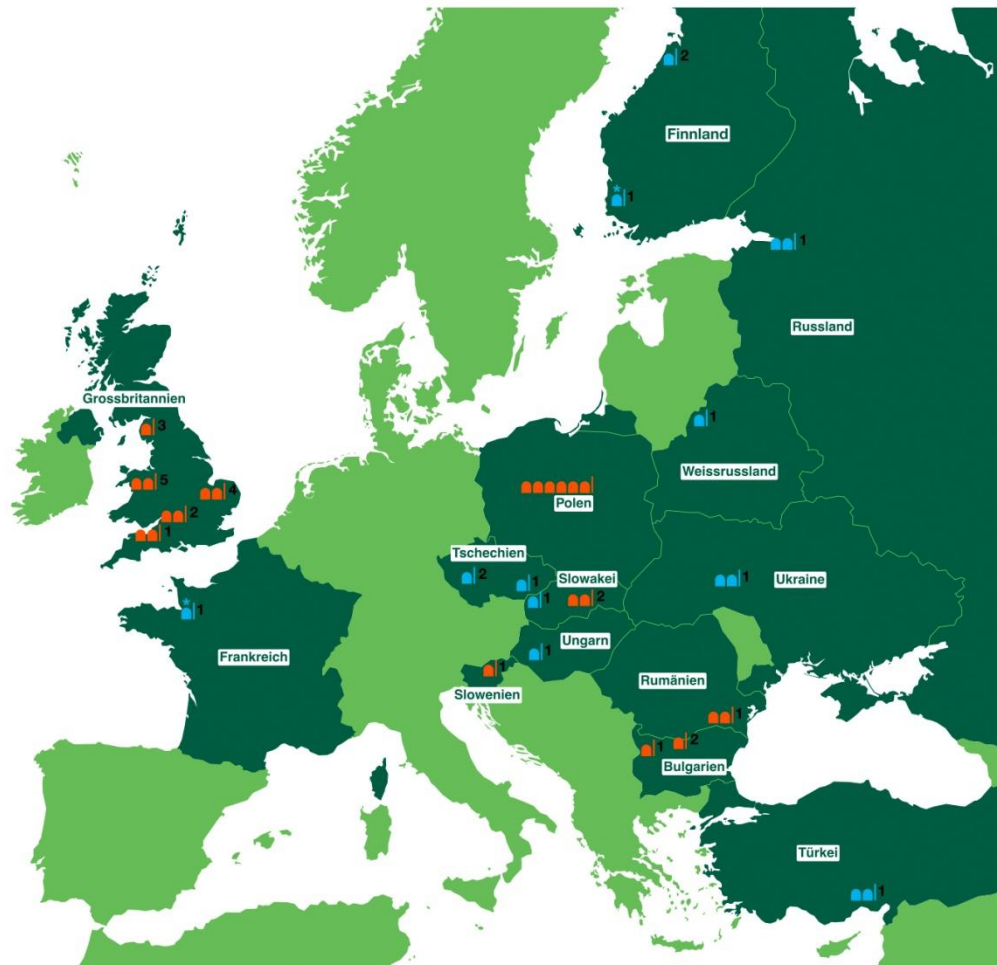 2
Finnland
1
1
Russland
Grossbritannien
3
1
Weissrussland
5
4
Polen
2
1
Tschechien
2
1
Slowakei
1
2
1
Ukraine
1
Ungarn
1
Frankreich
1
Slowenien
Rumänien
1
2
1
Bulgarien
Türkei
1